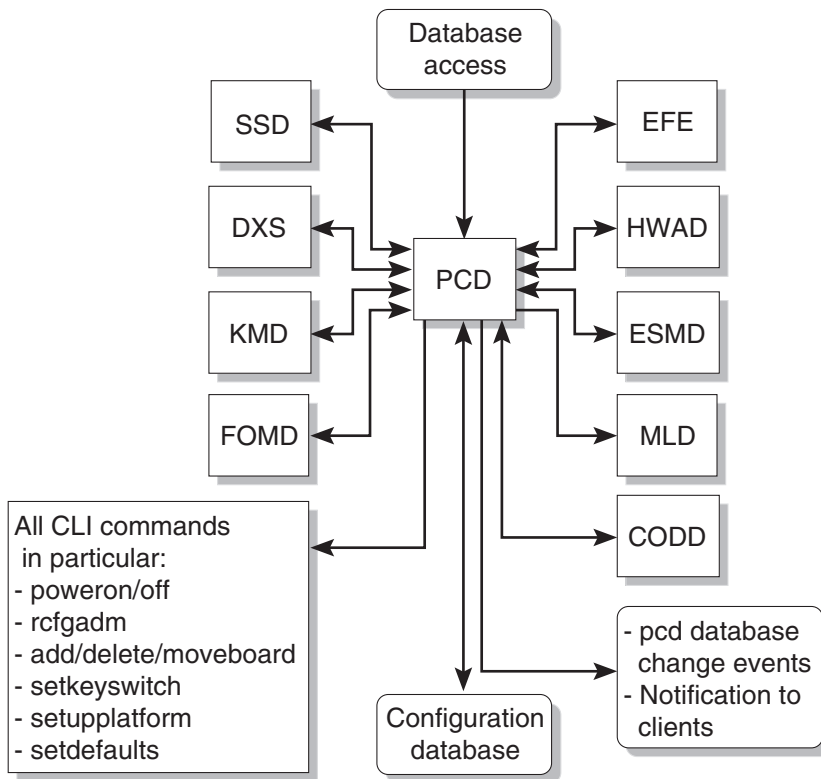 Database
access
SSD
EFE
DXS
HWAD
PCD
KMD
ESMD
FOMD
MLD
All CLI commands
in particular:
- poweron/off
- rcfgadm
- add/delete/moveboard
- setkeyswitch
- setupplatform
- setdefaults
CODD
- pcd database
change events
- Notification to
clients
Configuration
database